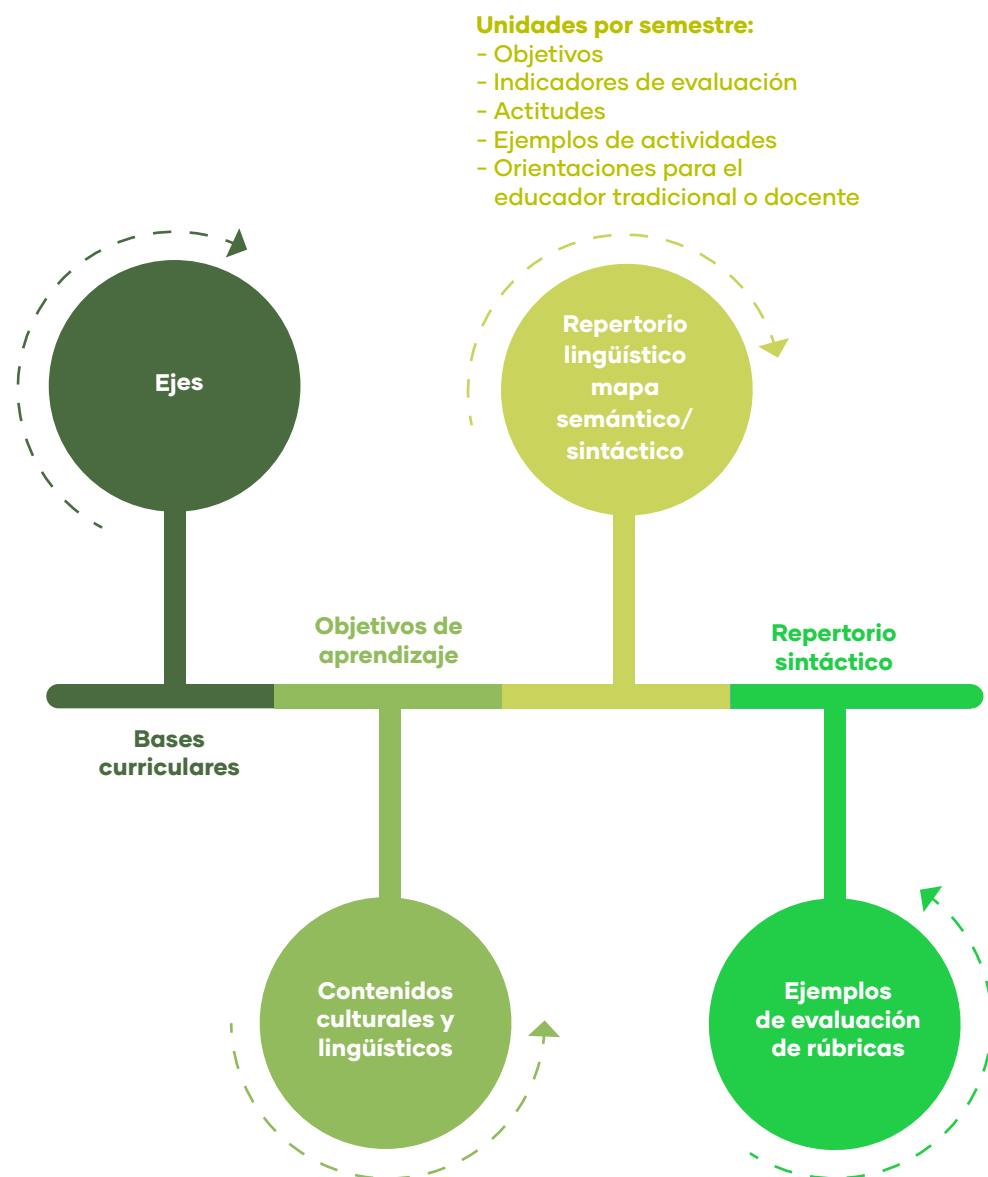 Unidades por semestre:
- Objetivos
- Indicadores de evaluación
- Actitudes
- Ejemplos de actividades
- Orientaciones para el
educador tradicional o docente
Ejes
Repertorio
lingüístico
mapa
semántico/
sintáctico
Objetivos de
aprendizaje
Repertorio
sintáctico
Bases
curriculares
Contenidos
culturales y
lingüísticos
Ejemplos
de evaluación
de rúbricas